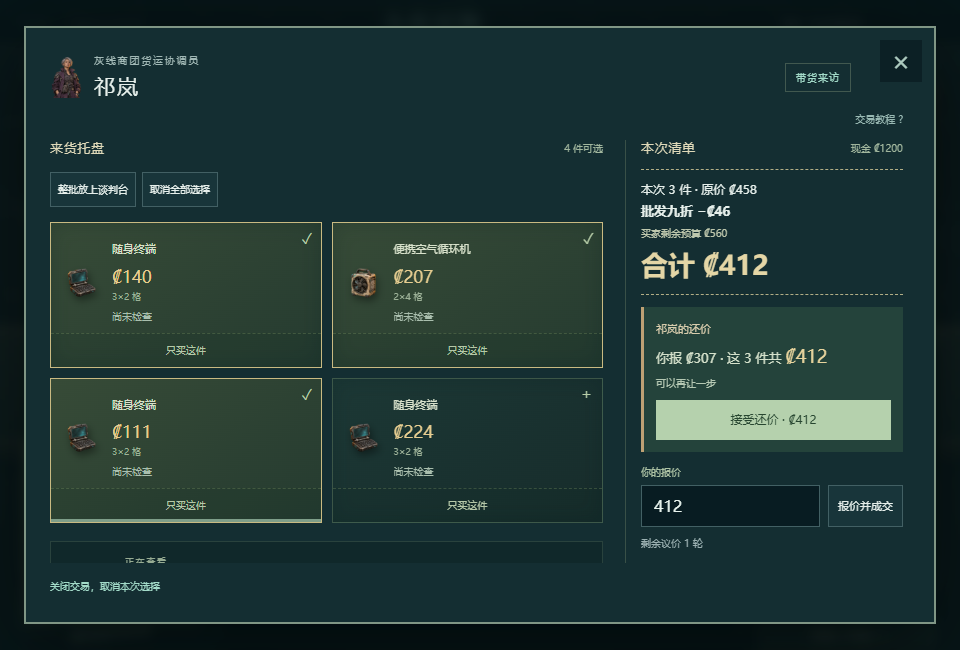 灰线商团货运协调员
祁岚
带货来访
✕
交易教程 ?
来货托盘
4 件可选
整批放上谈判台
取消全部选择
随身终端
₡140
3×2 格
尚未检查
只买这件
便携空气循环机
₡207
2×4 格
尚未检查
只买这件
随身终端
₡111
3×2 格
尚未检查
只买这件
随身终端
₡224
3×2 格
尚未检查
只买这件
正在查看
关闭交易，取消本次选择
本次清单
现金 ₡1200
本次 3 件 · 原价 ₡458
批发九折 −₡46
买家剩余预算 ₡560
合计 ₡412
祁岚的还价
你报 ₡307 · 这 3 件共 ₡412
可以再让一步
接受还价 · ₡412
你的报价
412
报价并成交
剩余议价 1 轮